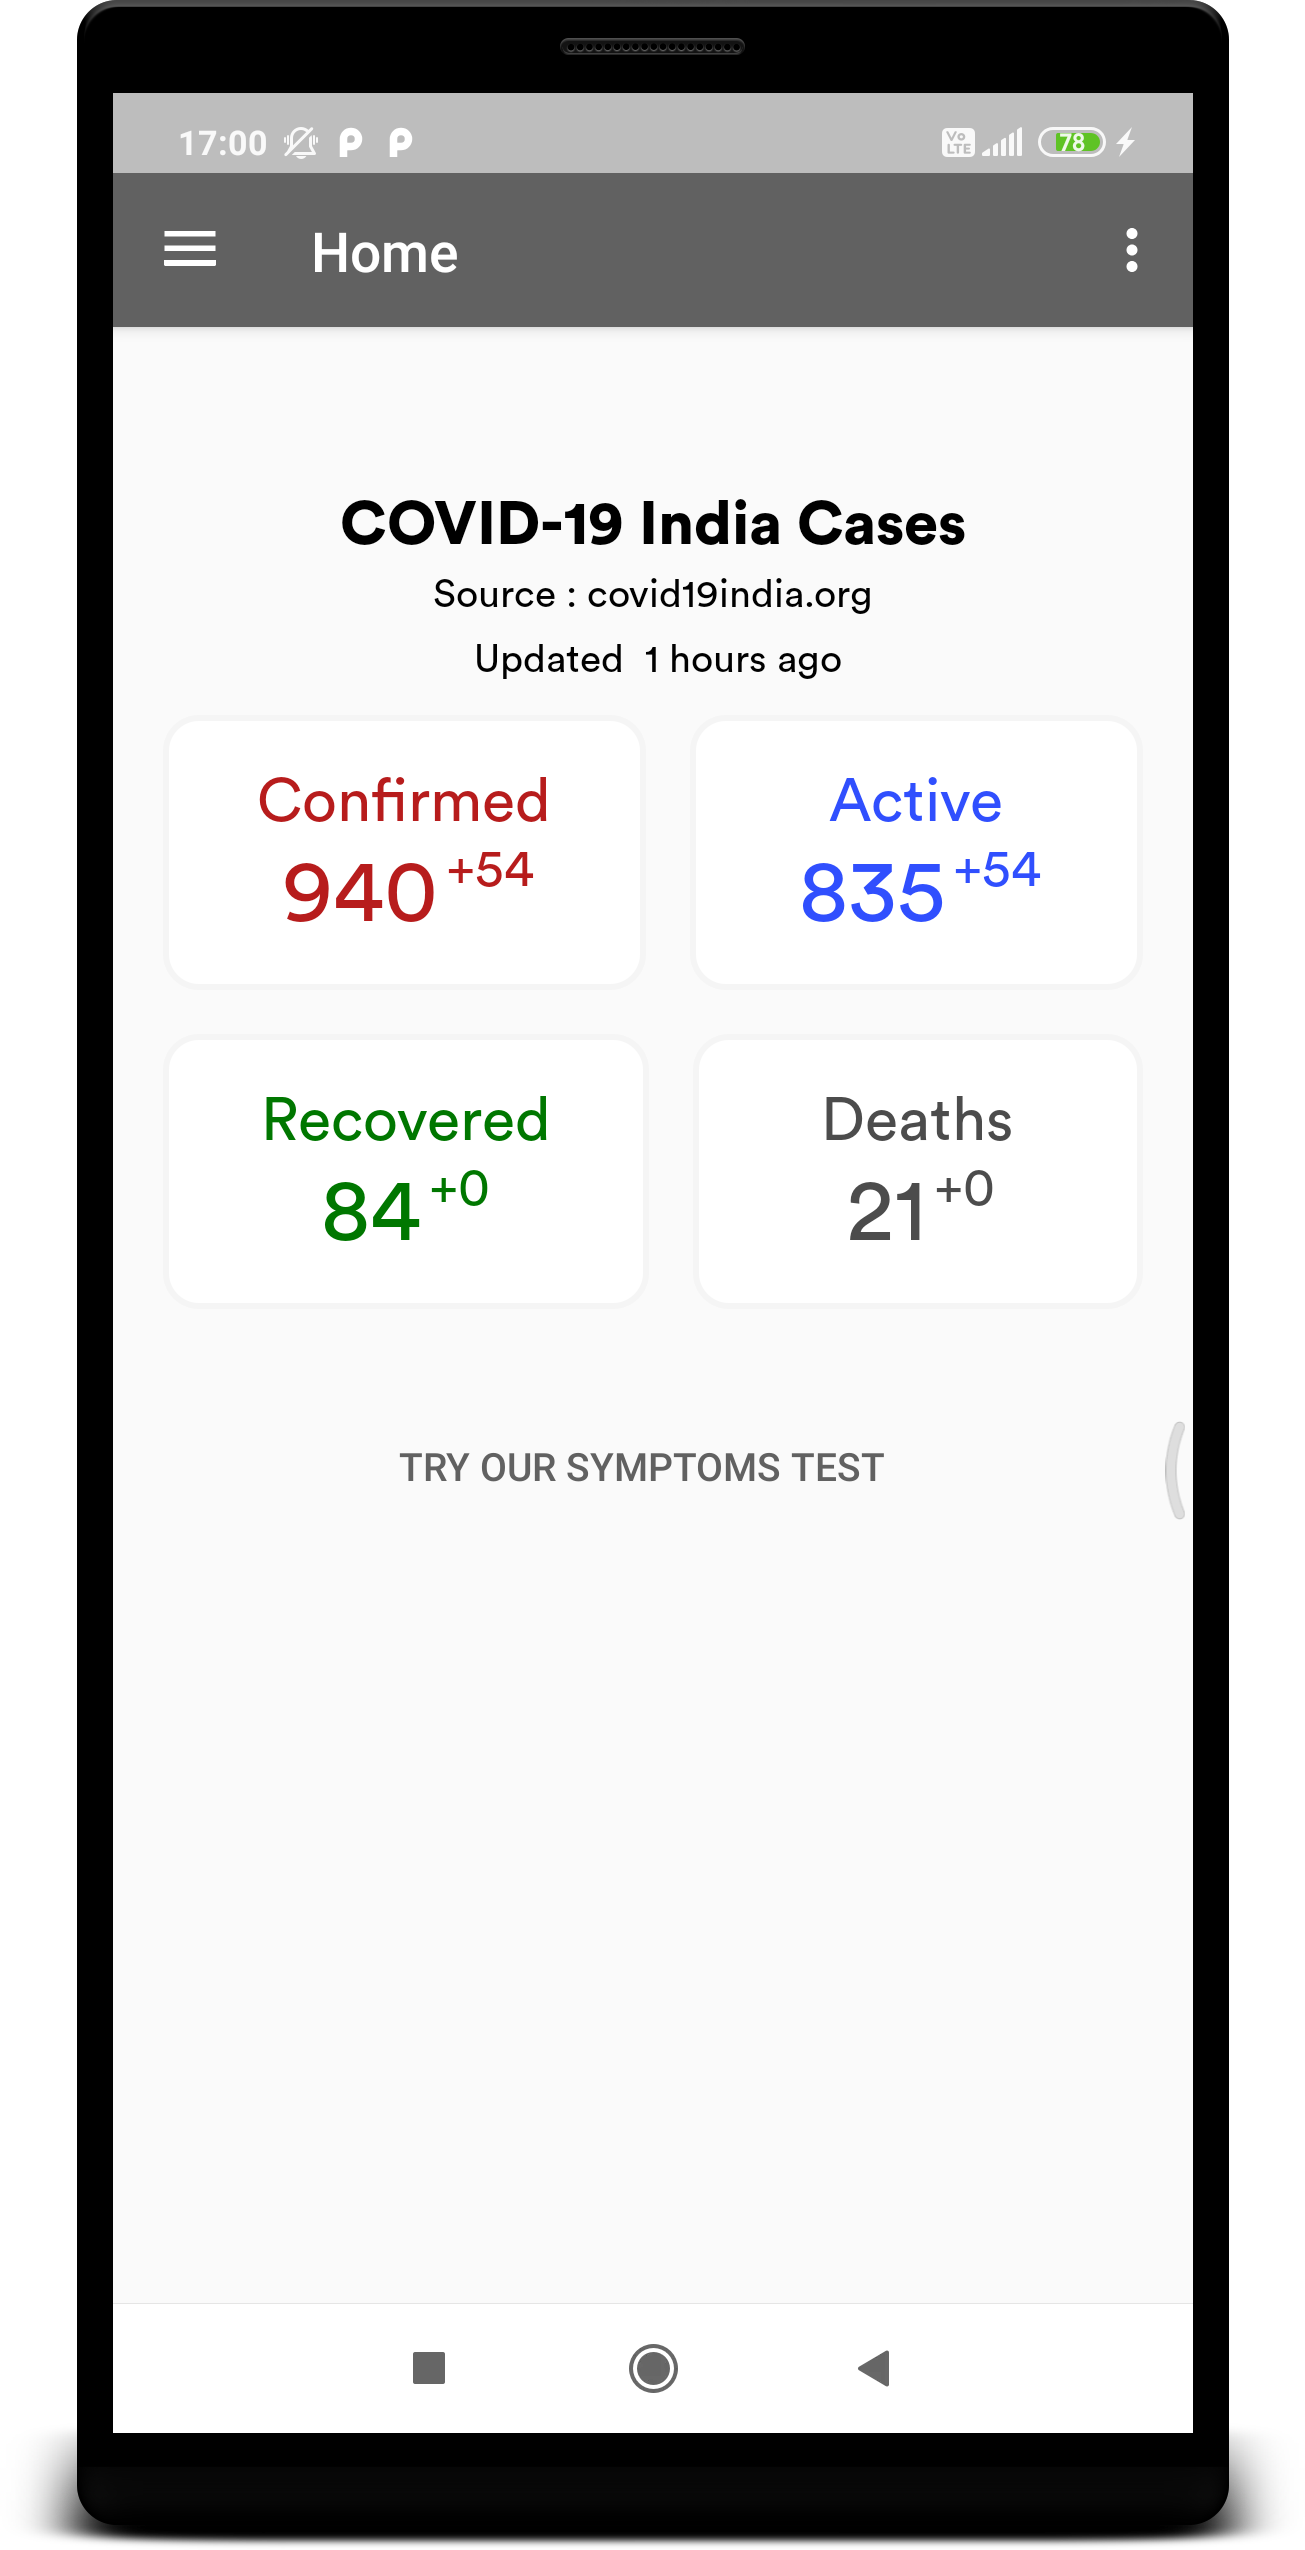 17:00 Vo LTE 78
Home
COVID-19 India Cases
Source : covid19india.org
Updated 1 hours ago
Confirmed Active
940 +54 835 +54
Recovered Deaths
84 +0 21 +0
TRY OUR SYMPTOMS TEST